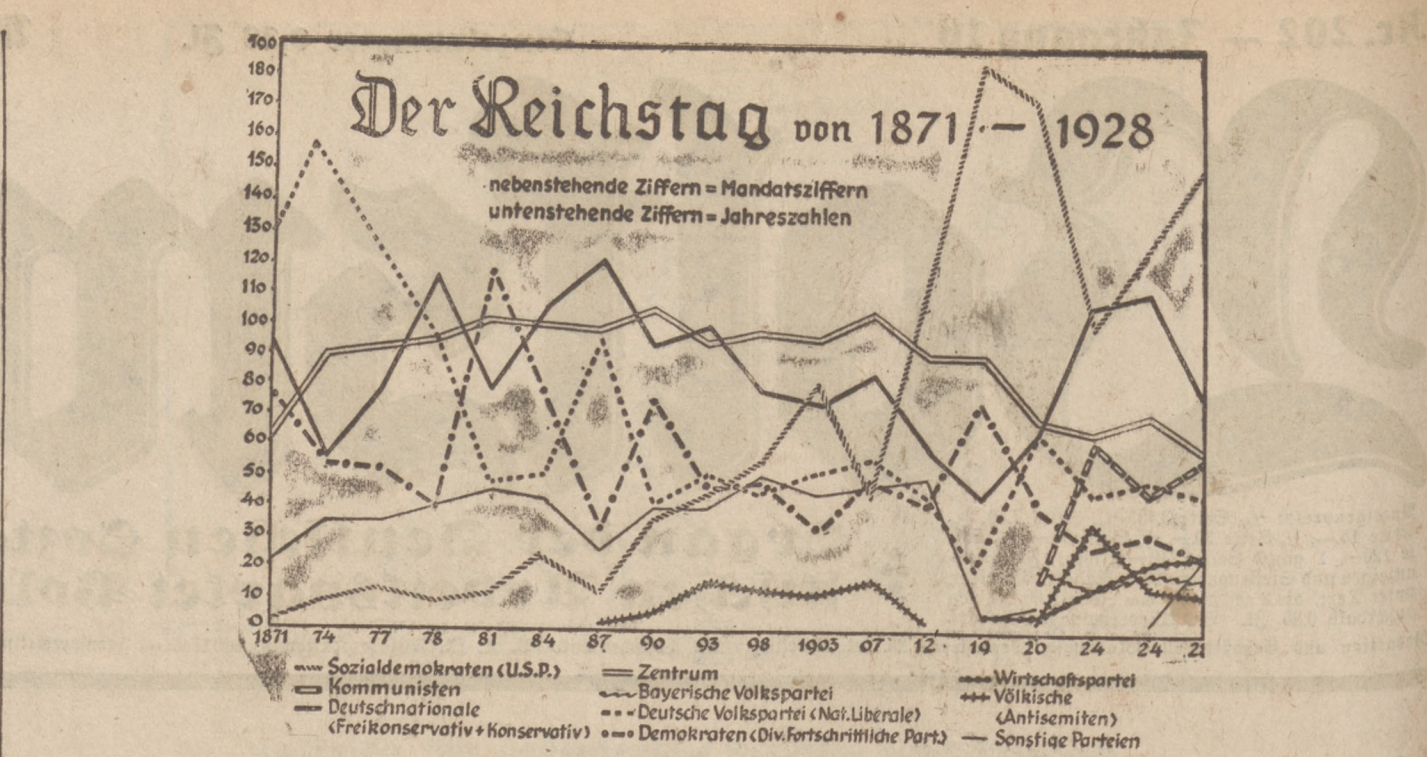 180
170
160
150
140
130
120
110
100
90
80
70
60
50
40
30
20
10
0
Der Reichstag von 1871 — 1928
nebenstehende Ziffern = Mandatsziffern
untenstehende Ziffern = Jahreszahlen
1871 74 77 78 81 84 87 90 93 98 1903 07 12 19 20 24 24
Sozialdemokraten (U.S.P.)
Kommunisten
Deutschnationale
(Freikonservativ + Konservativ)
Zentrum
Bayerische Volkspartei
Deutsche Volkspartei (Nat. Liberale)
Demokraten (Div. Fortschrittliche Part.)
Wirtschaftspartei
Völkische
(Antisemiten)
Sonstige Parteien